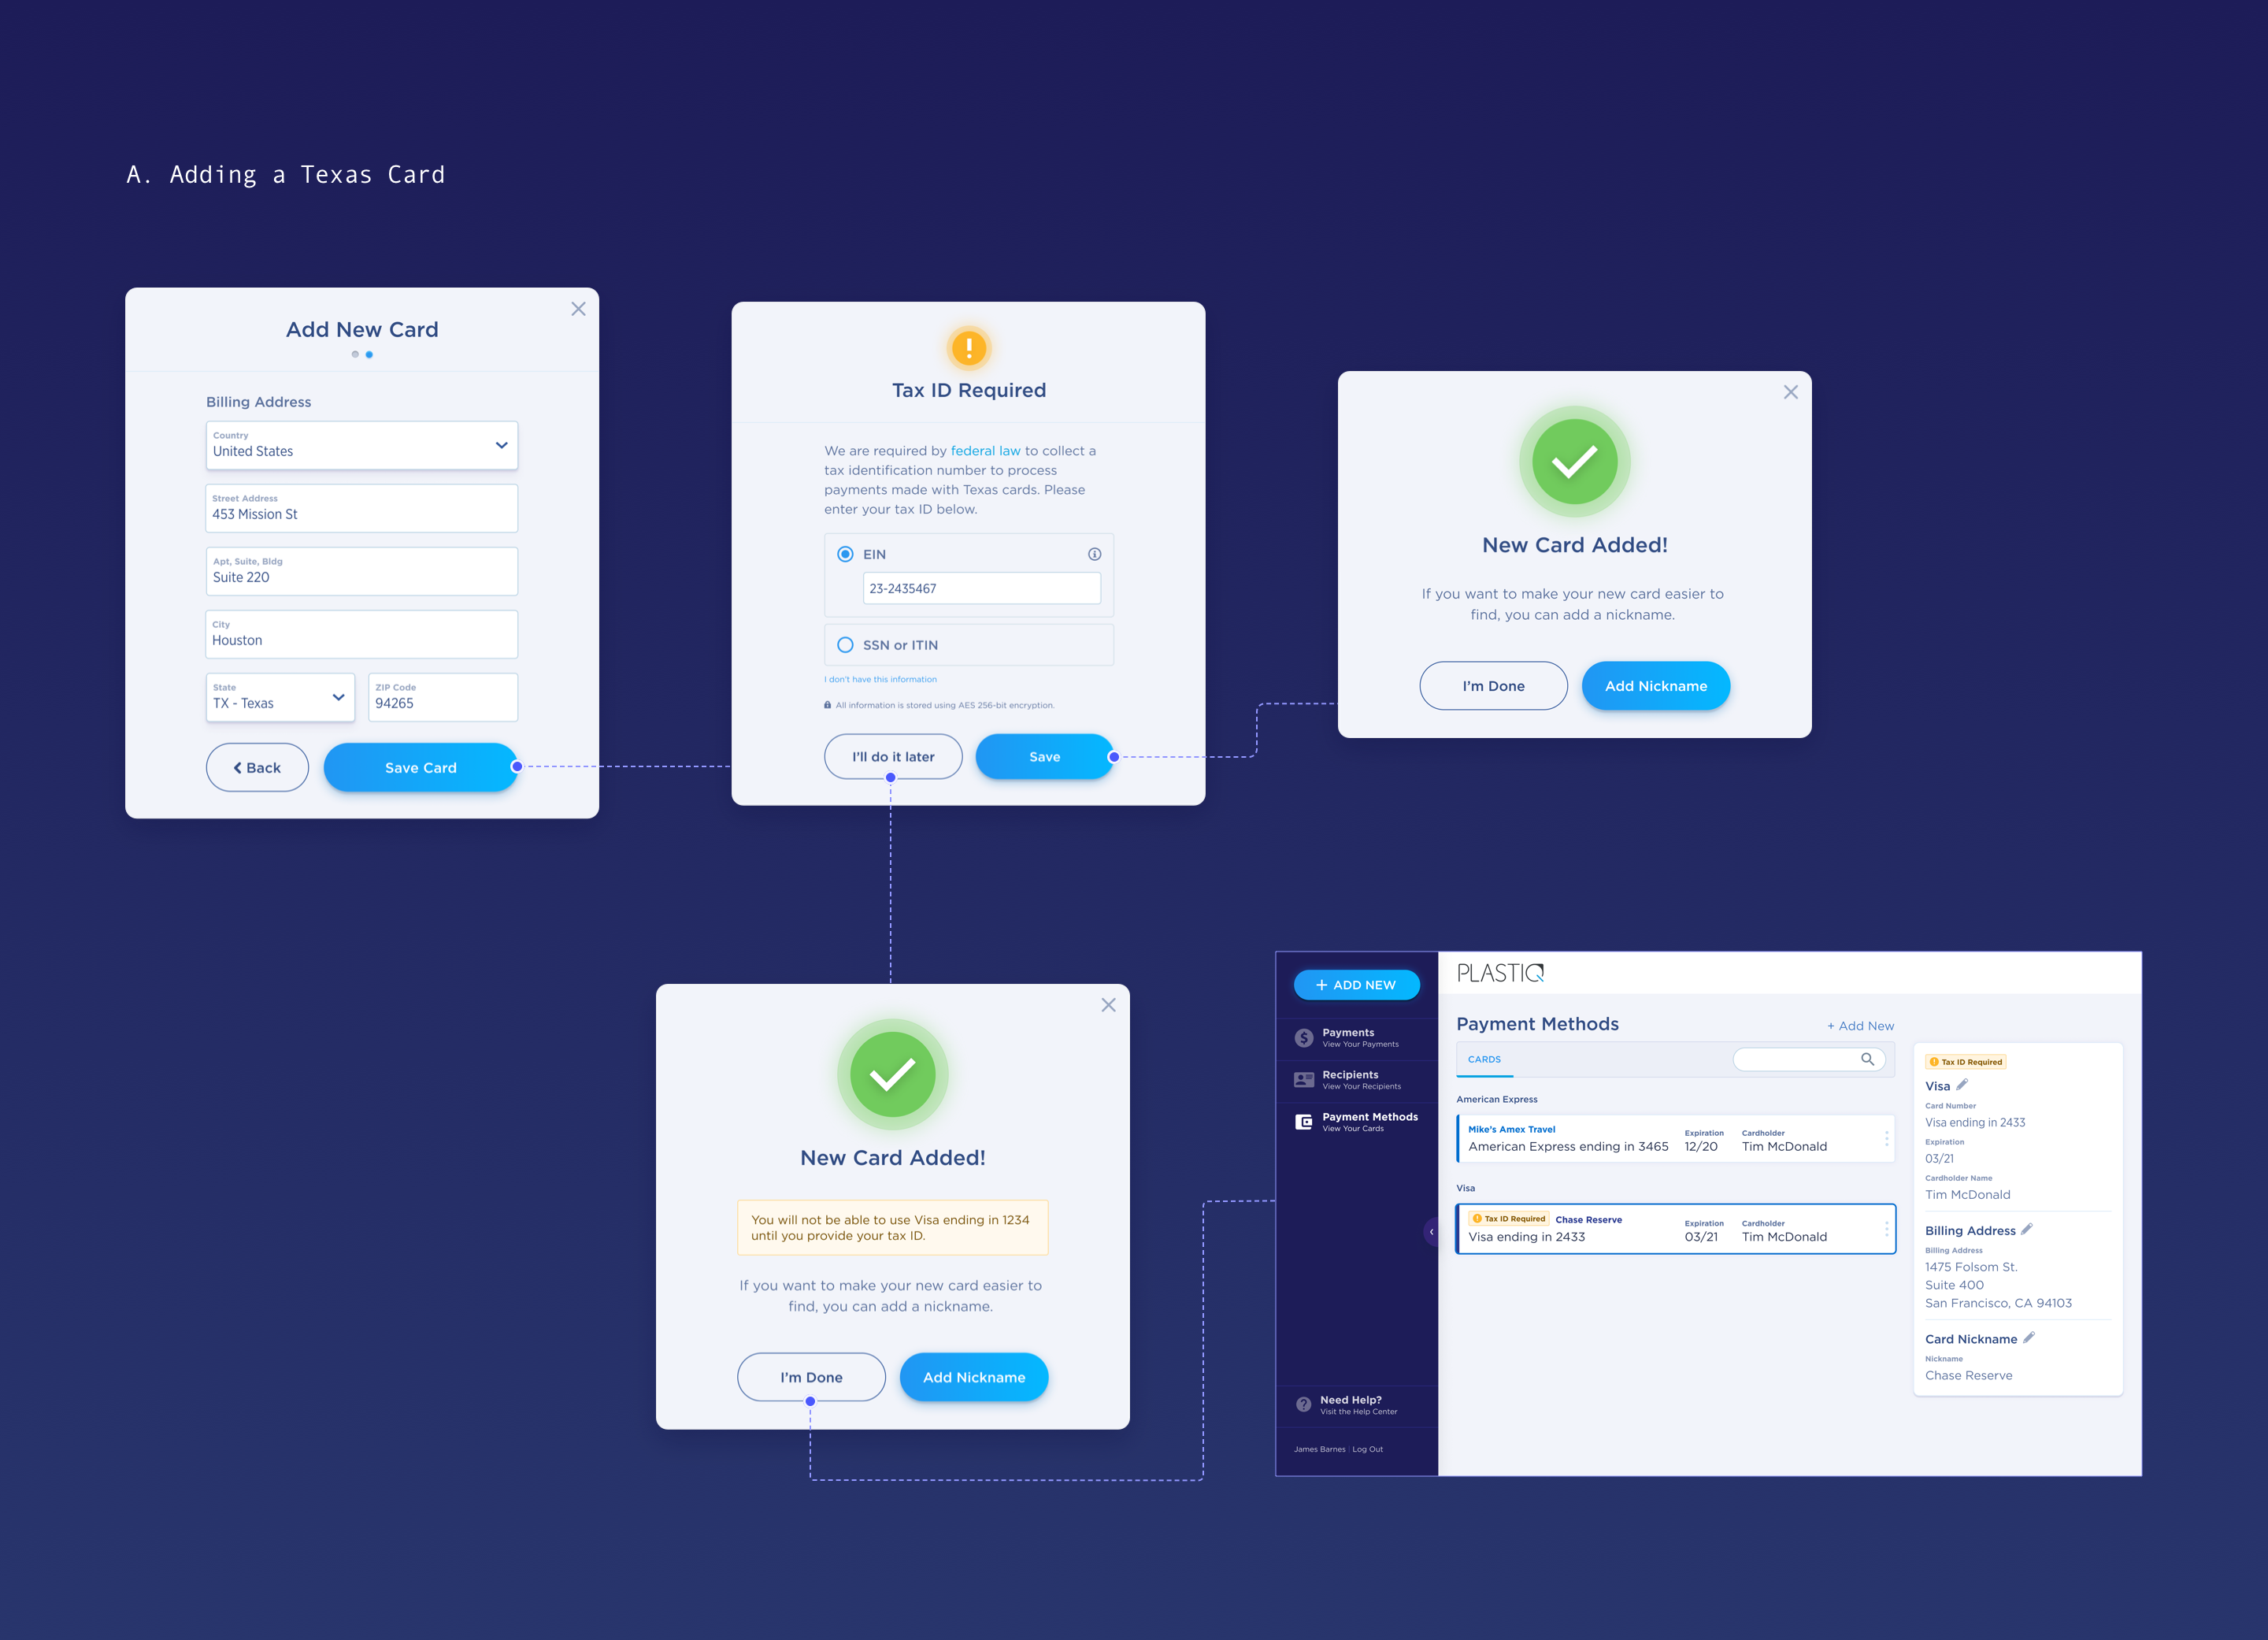 A. Adding a Texas Card
Add New Card
Billing Address
Country
United States
Street Address
453 Mission St
Apt, Suite, Bldg
Suite 220
City
Houston
State
TX - Texas
ZIP Code
94265
Back
Save Card
Tax ID Required
We are required by federal law to collect a
tax identification number to process
payments made with Texas cards. Please
enter your tax ID below.
EIN
23-2435467
SSN or ITIN
I don't have this information
All information is stored using AES 256-bit encryption.
I'll do it later
Save
New Card Added!
If you want to make your new card easier to
find, you can add a nickname.
I'm Done
Add Nickname
New Card Added!
You will not be able to use Visa ending in 1234
until you provide your tax ID.
If you want to make your new card easier to
find, you can add a nickname.
I'm Done
Add Nickname
+ ADD NEW
Payments
View Your Payments
Recipients
View Your Recipients
Payment Methods
View Your Cards
Need Help?
Visit the Help Center
James Barnes | Log Out
PLASTIQ
Payment Methods
+ Add New
CARDS
American Express
Mike's Amex Travel
American Express ending in 3465
Expiration
12/20
Cardholder
Tim McDonald
Visa
Tax ID Required
Chase Reserve
Visa ending in 2433
Expiration
03/21
Cardholder
Tim McDonald
Tax ID Required
Visa
Card Number
Visa ending in 2433
Expiration
03/21
Cardholder Name
Tim McDonald
Billing Address
Billing Address
1475 Folsom St.
Suite 400
San Francisco, CA 94103
Card Nickname
Nickname
Chase Reserve